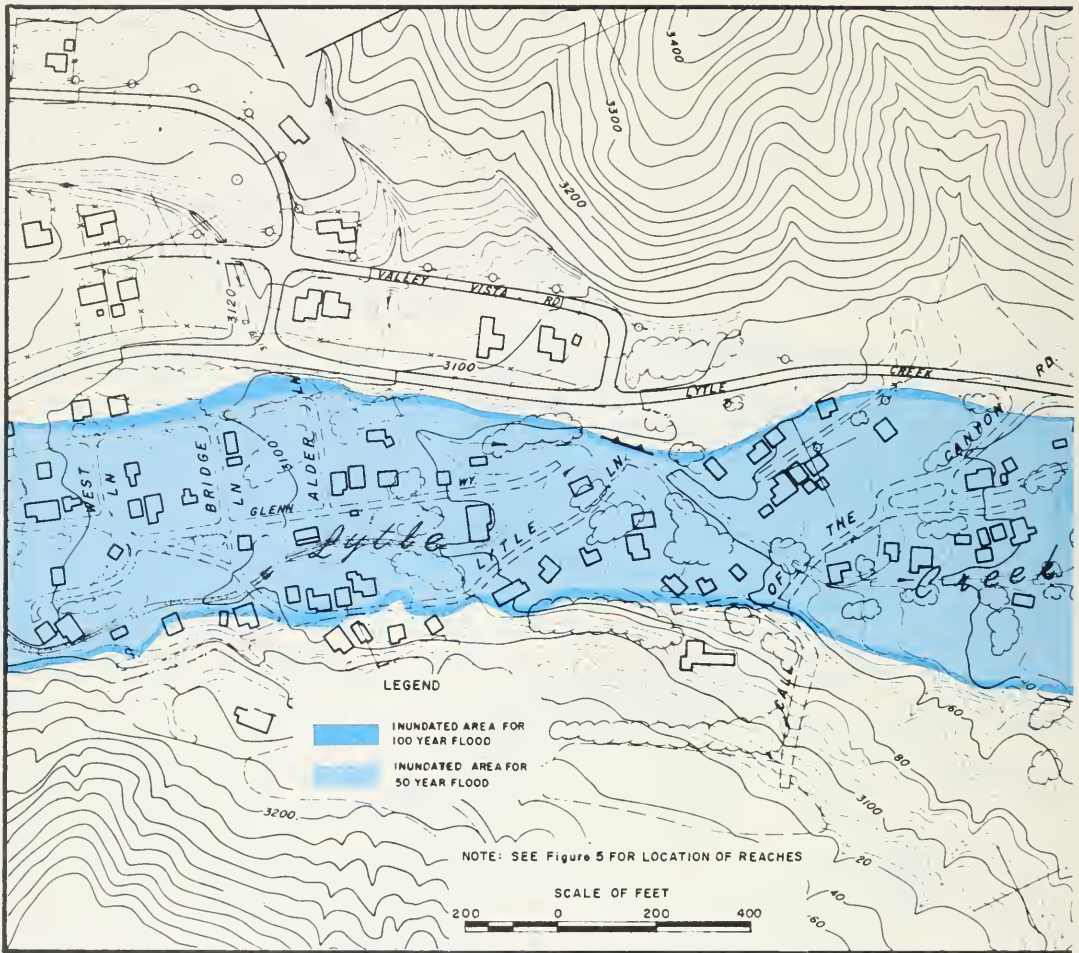 3400
3300
3200
VALLEY VISTA RD
3120
3100
LYTLE CREEK RD.
WEST LN
BRIDGE LN
3100
ALDER LN
GLENN WY.
LYTLE LN.
CALL OF THE CANYON
Lytle Creek
LEGEND
INUNDATED AREA FOR
100 YEAR FLOOD
INUNDATED AREA FOR
50 YEAR FLOOD
60
80
3100
20
40
60
3200
NOTE: SEE Figure 5 FOR LOCATION OF REACHES
SCALE OF FEET
200 0 200 400